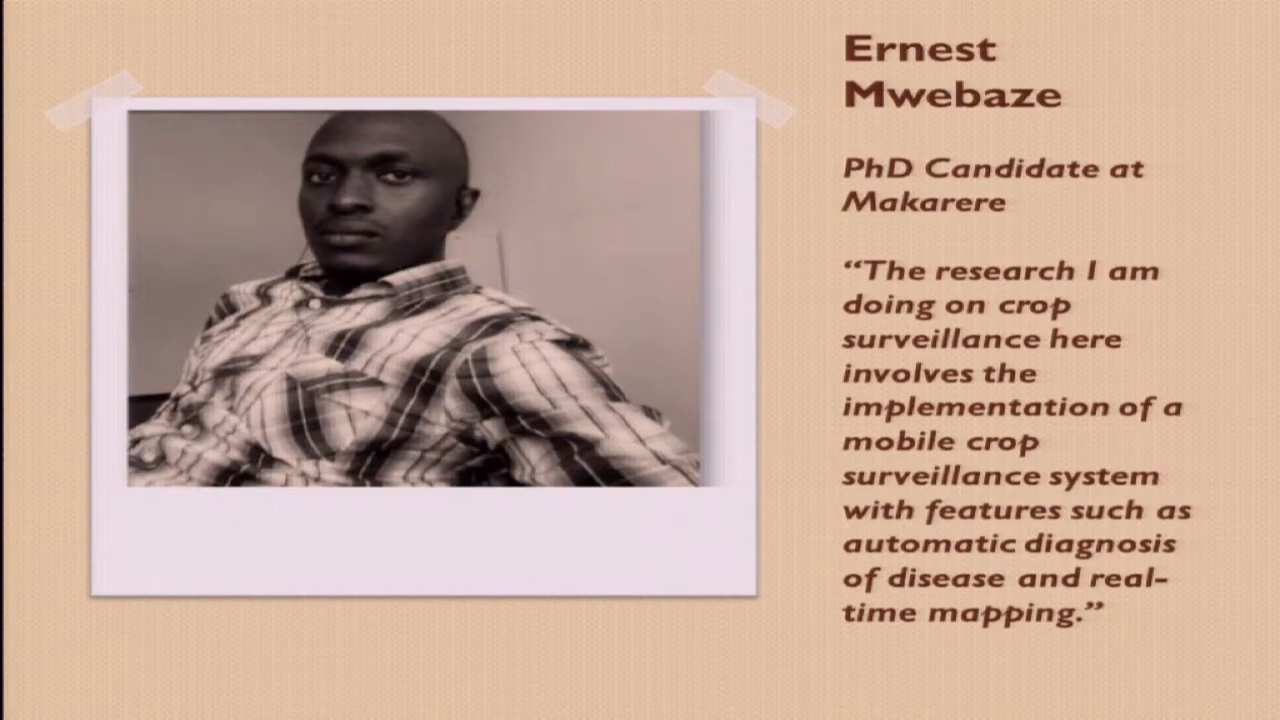 Ernest
Mwebaze
PhD Candidate at
Makarere
“The research I am
doing on crop
surveillance here
involves the
implementation of a
mobile crop
surveillance system
with features such as
automatic diagnosis
of disease and real-
time mapping.”